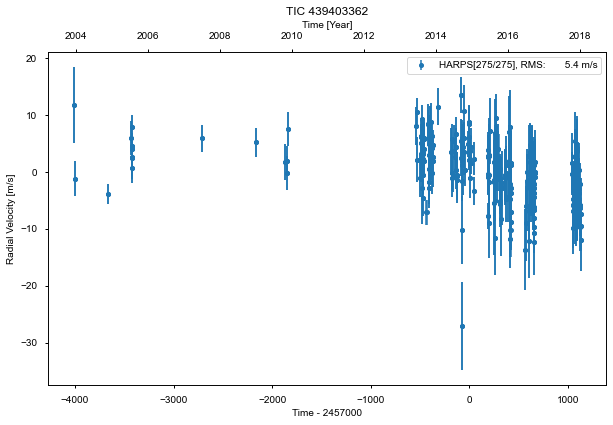 TIC 439403362
Time [Year]
2004 2006 2008 2010 2012 2014 2016 2018
HARPS[275/275], RMS: 5.4 m/s
20
10
0
−10
−20
−30
Radial Velocity [m/s]
−4000 −3000 −2000 −1000 0 1000
Time - 2457000